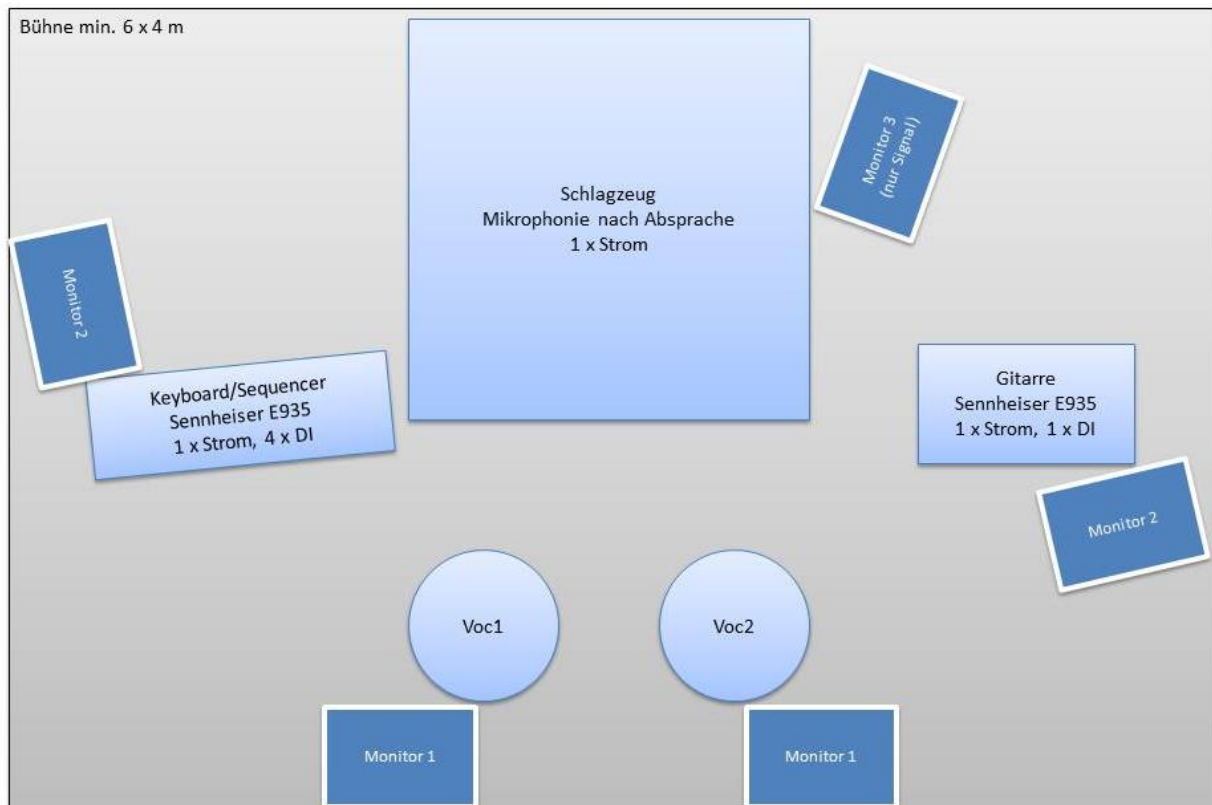 Bühne min. 6 x 4 m
Schlagzeug
Mikrophonie nach Absprache
1 x Strom
Monitor 3
(nur Signal)
Monitor 2
Keyboard/Sequencer
Sennheiser E935
1 x Strom, 4 x DI
Gitarre
Sennheiser E935
1 x Strom, 1 x DI
Monitor 2
Voc1
Voc2
Monitor 1
Monitor 1